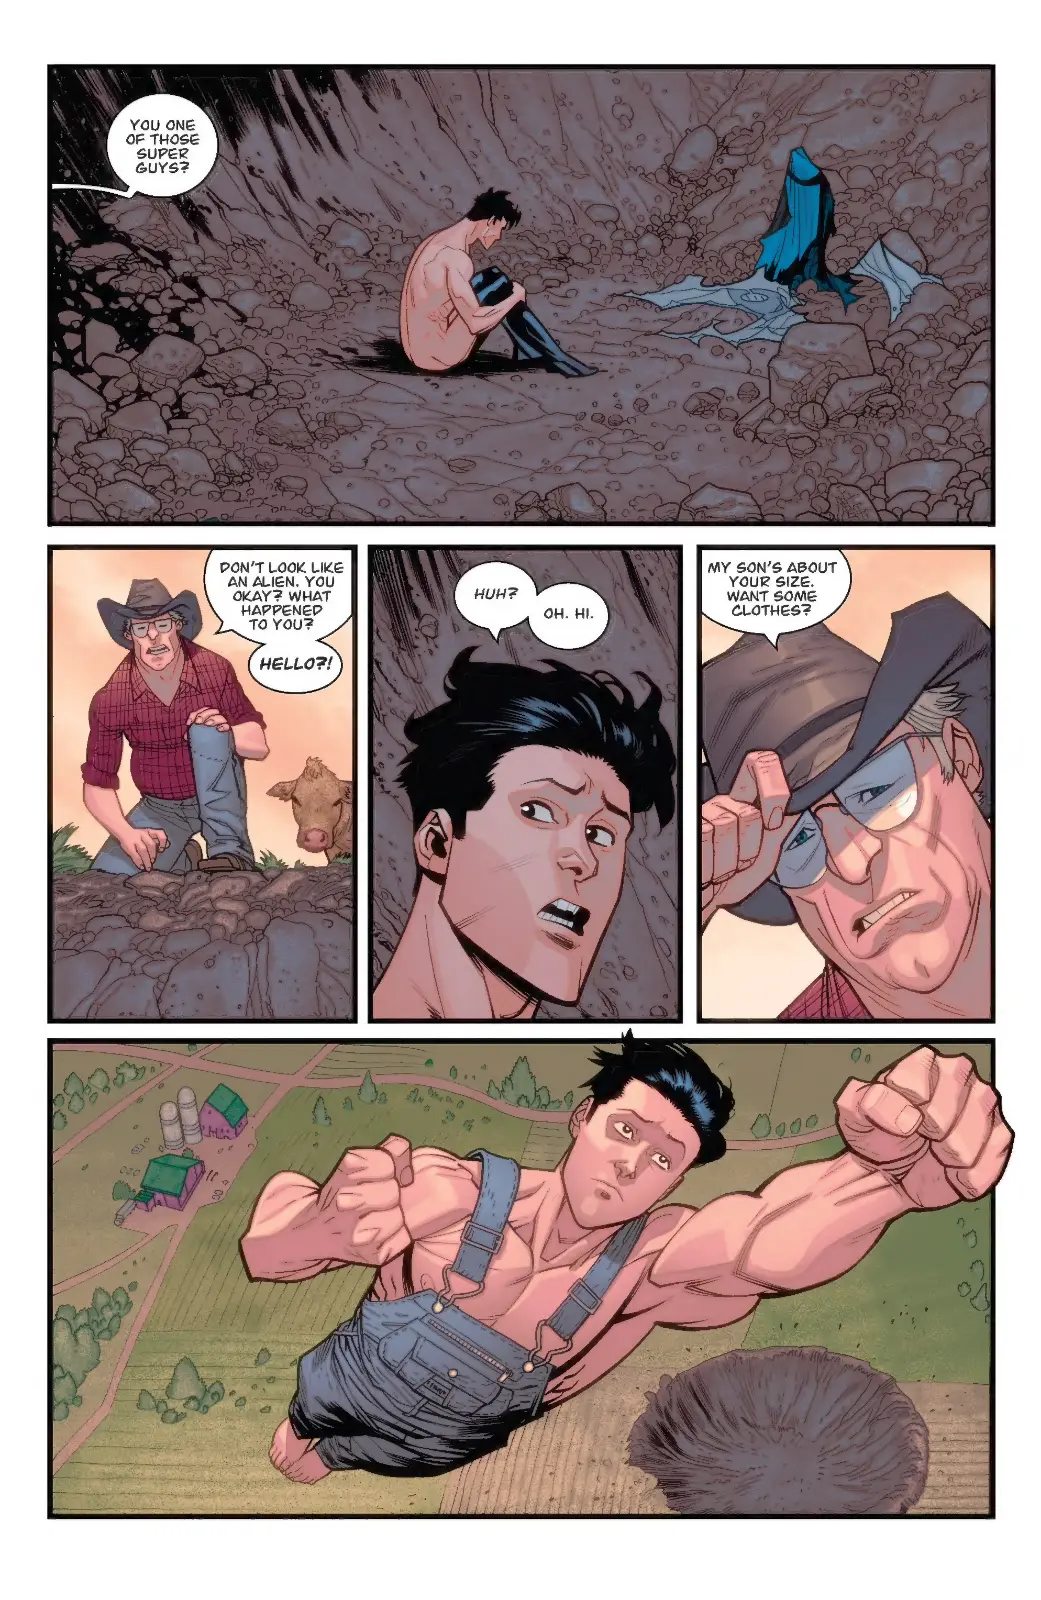 YOU ONE
OF THOSE
SUPER
GUYS?
DON'T LOOK LIKE
AN ALIEN. YOU
OKAY? WHAT
HAPPENED
TO YOU?
HELLO?!
HUH?
OH. HI.
MY SON'S ABOUT
YOUR SIZE.
WANT SOME
CLOTHES?